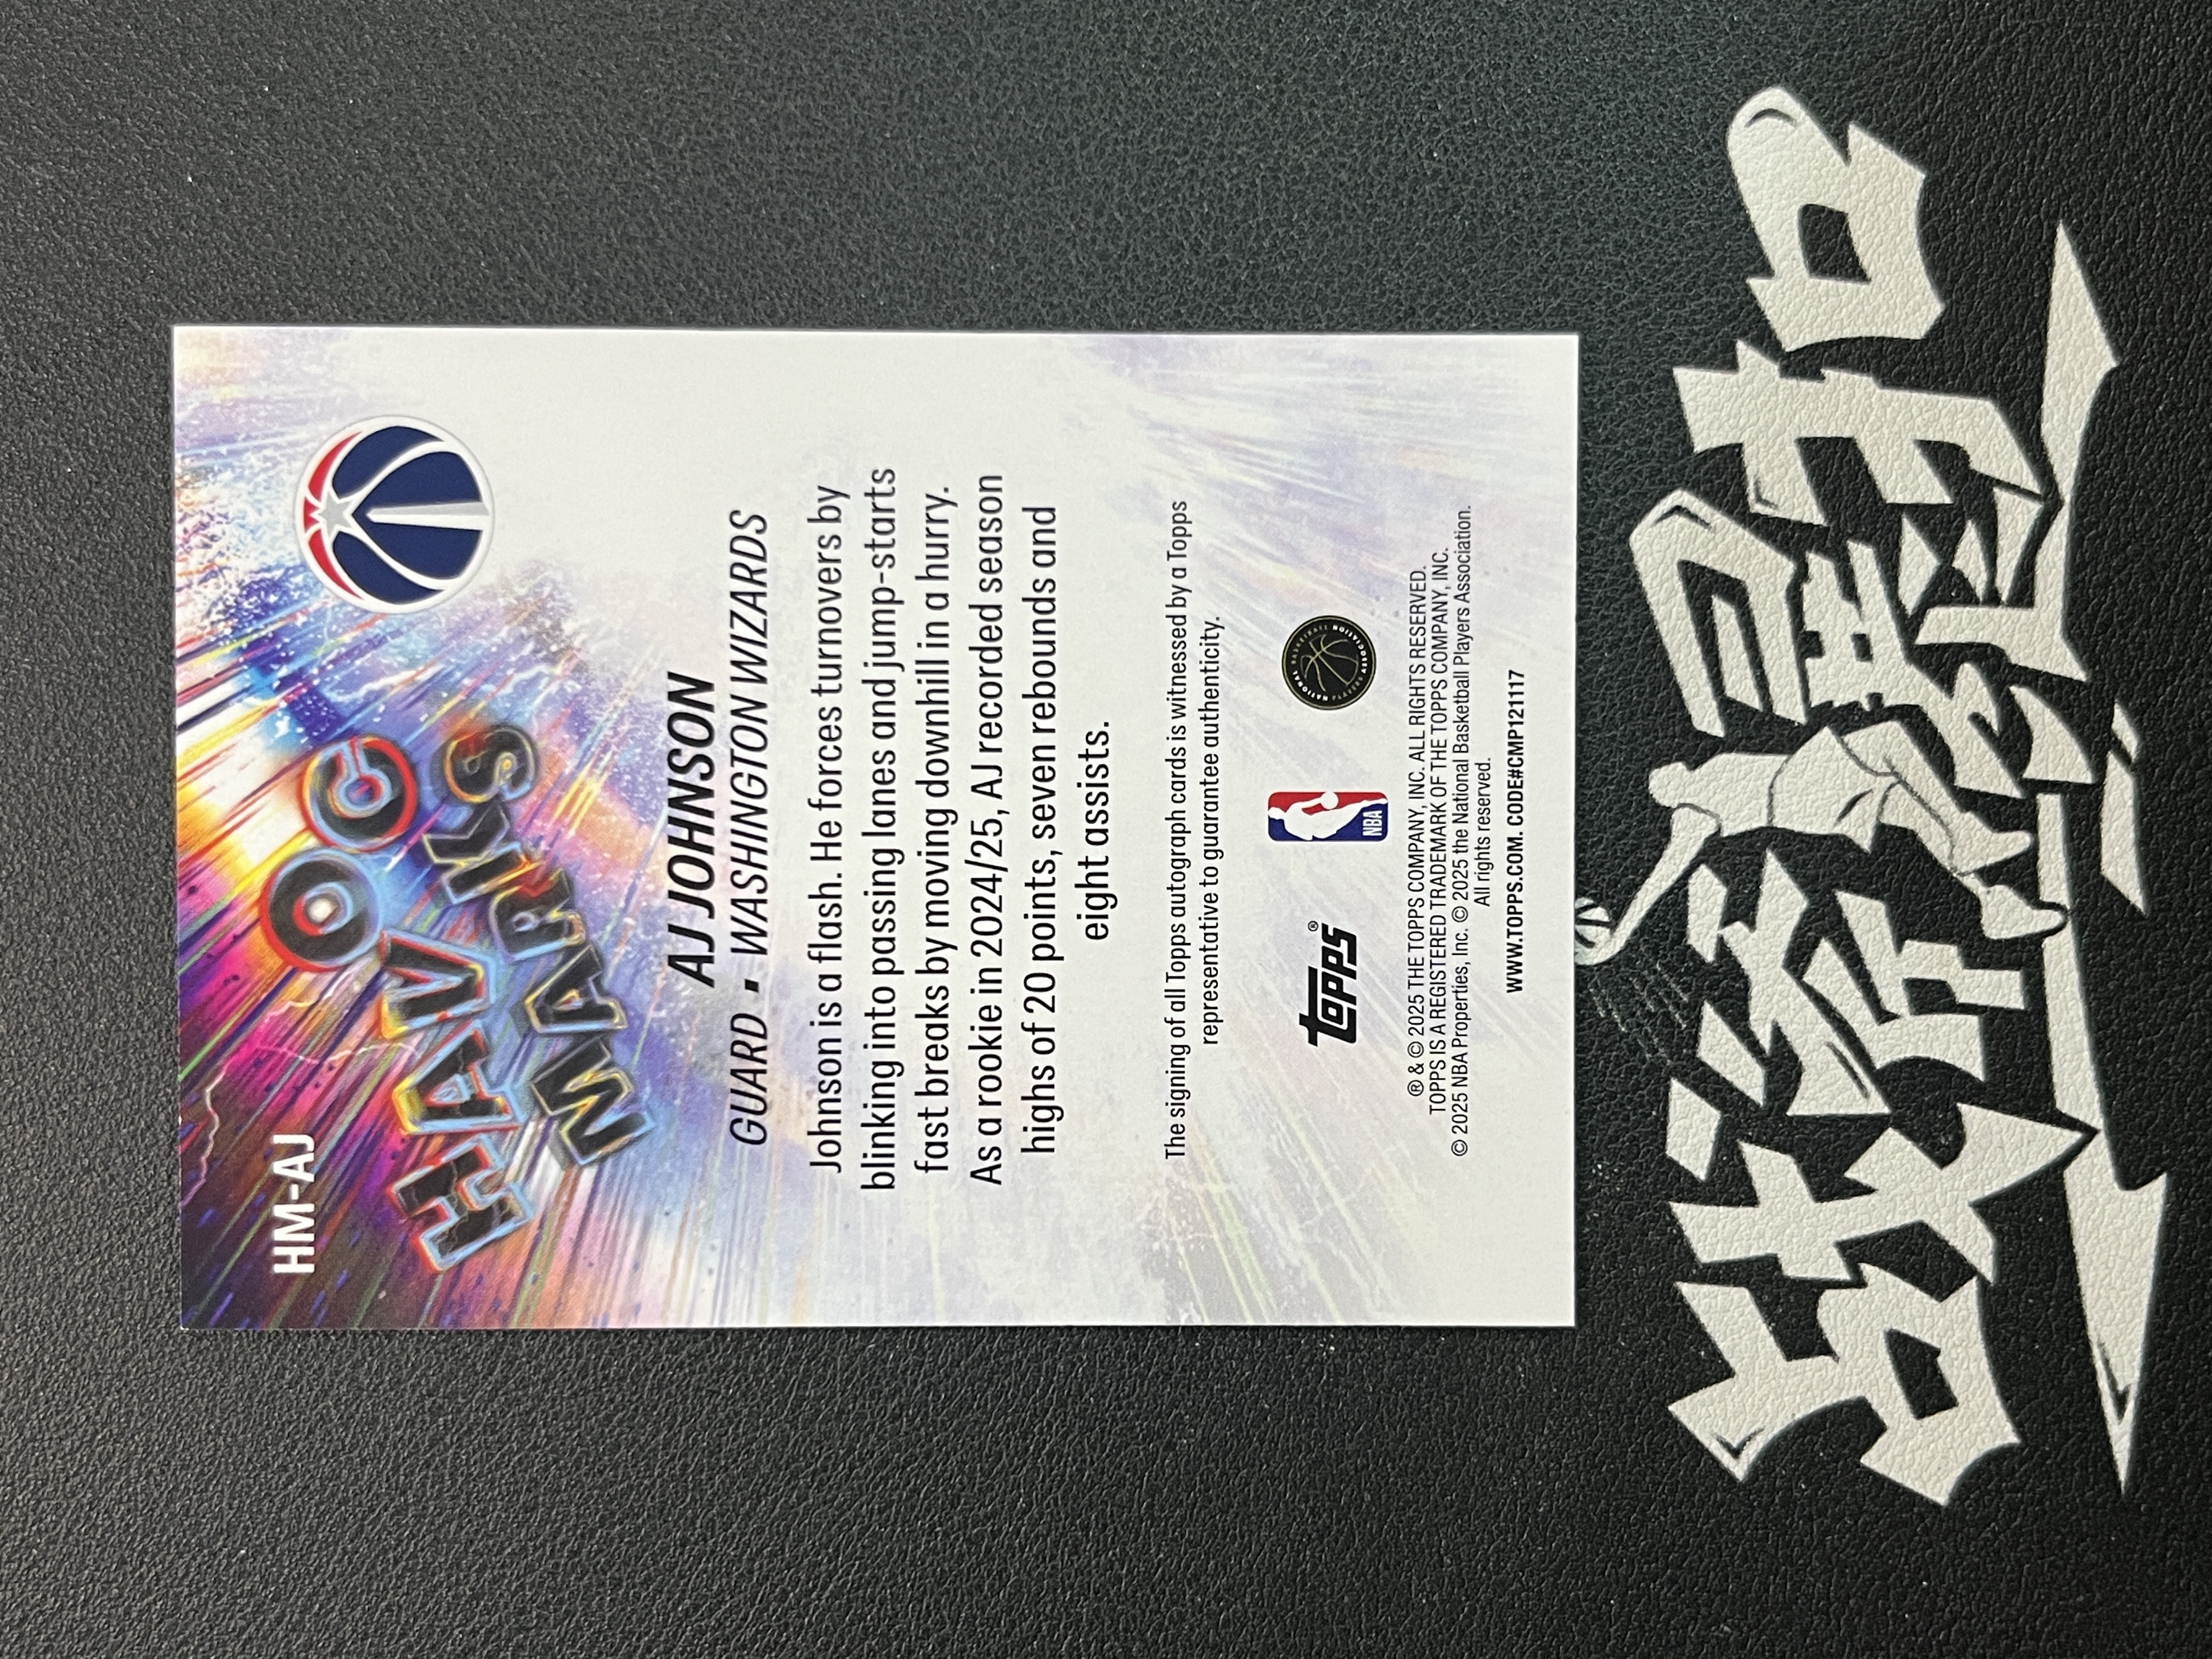 HM-AJ
HAVOC
MARKS
AJ JOHNSON
GUARD ▪ WASHINGTON WIZARDS
Johnson is a flash. He forces turnovers by
blinking into passing lanes and jump-starts
fast breaks by moving downhill in a hurry.
As a rookie in 2024/25, AJ recorded season
highs of 20 points, seven rebounds and
eight assists.
The signing of all Topps autograph cards is witnessed by a Topps
representative to guarantee authenticity.
topps®
NBA
NATIONAL BASKETBALL PLAYERS ASSOCIATION
® & © 2025 THE TOPPS COMPANY, INC. ALL RIGHTS RESERVED.
TOPPS IS A REGISTERED TRADEMARK OF THE TOPPS COMPANY, INC.
© 2025 NBA Properties, Inc. © 2025 the National Basketball Players Association.
All rights reserved.
WWW.TOPPS.COM. CODE#CMP121117